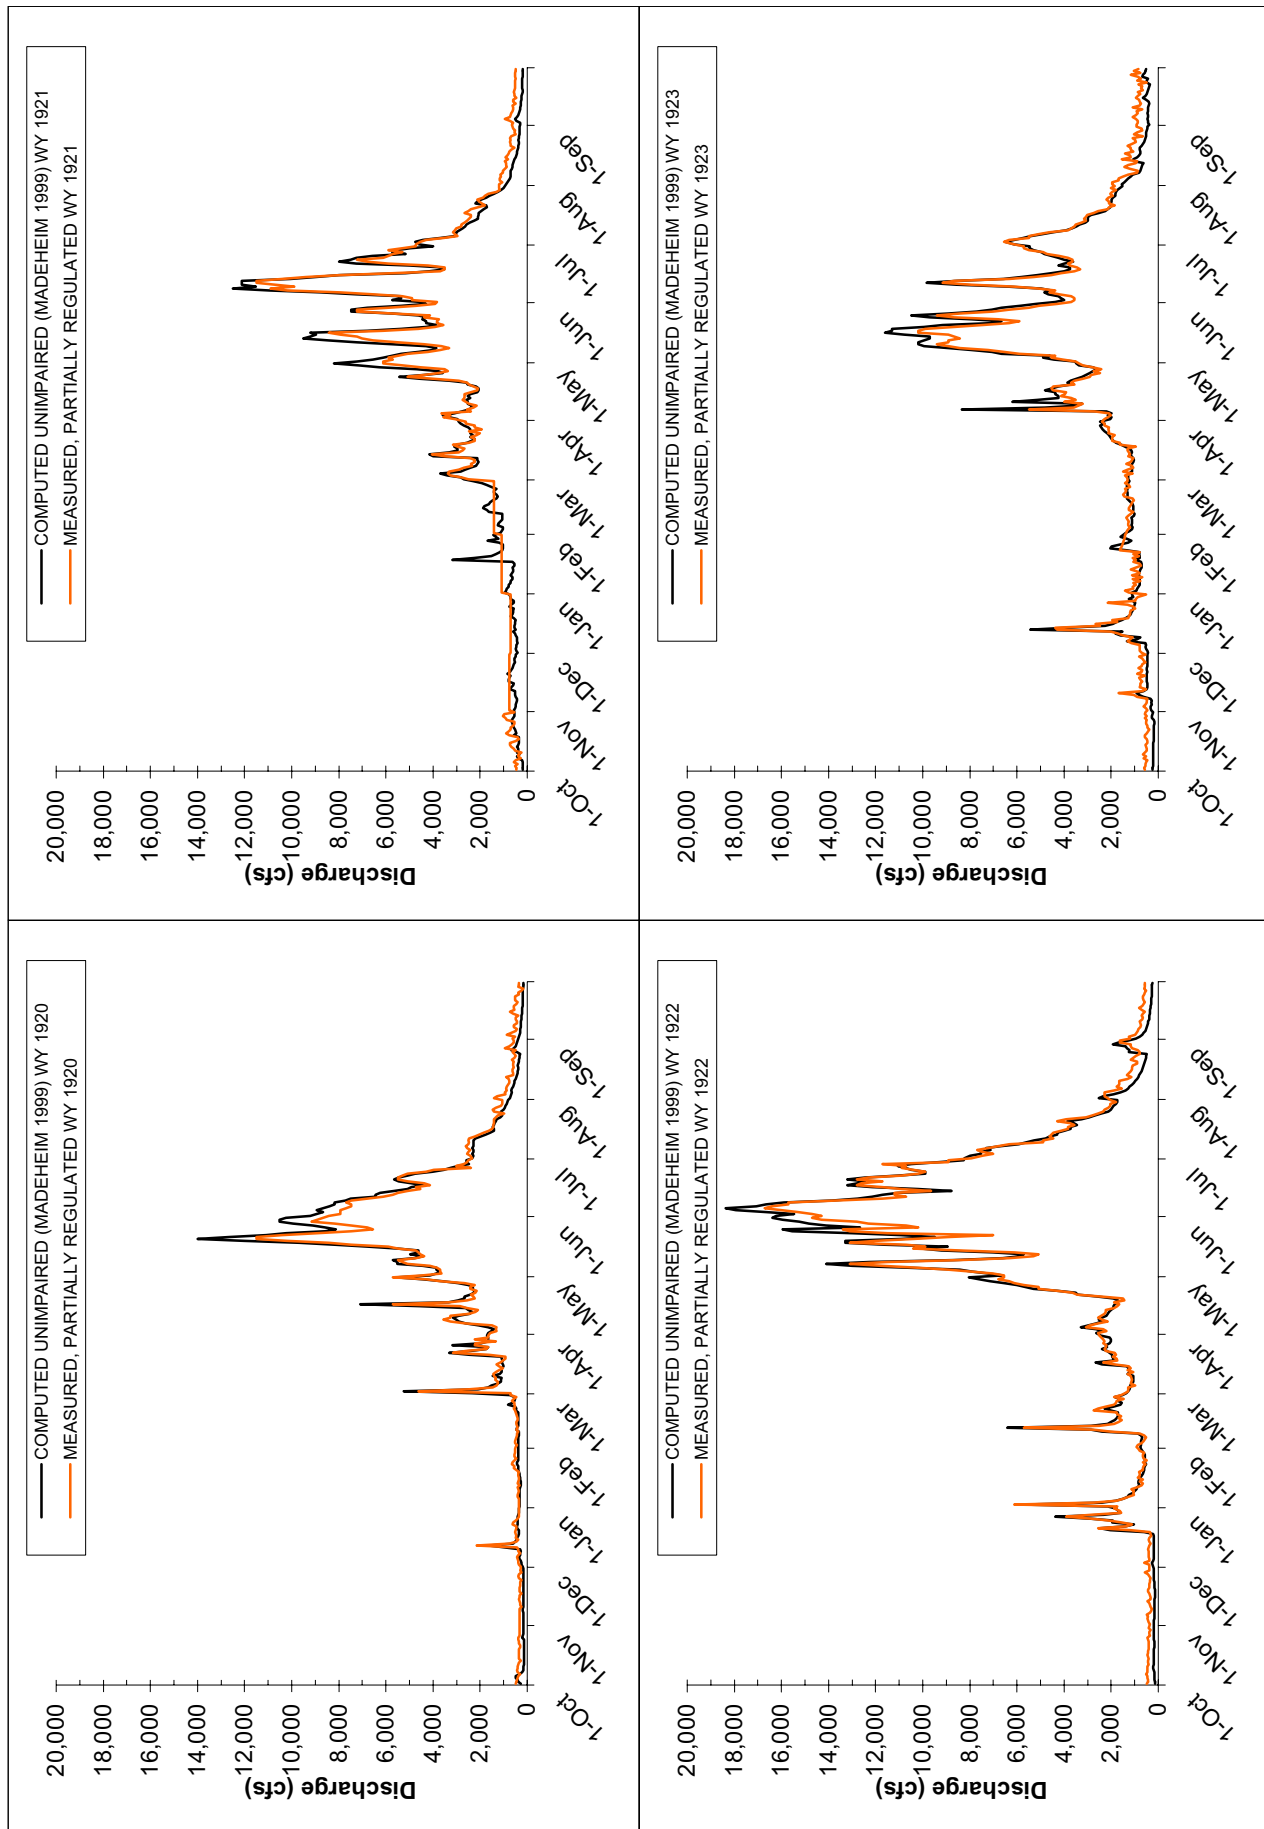 COMPUTED UNIMPAIRED (MADEHEIM 1999) WY 1920
MEASURED, PARTIALLY REGULATED WY 1920
20,000
18,000
16,000
14,000
12,000
10,000
8,000
6,000
4,000
2,000
0
Discharge (cfs)
1-Oct
1-Nov
1-Dec
1-Jan
1-Feb
1-Mar
1-Apr
1-May
1-Jun
1-Jul
1-Aug
1-Sep
COMPUTED UNIMPAIRED (MADEHEIM 1999) WY 1921
MEASURED, PARTIALLY REGULATED WY 1921
20,000
18,000
16,000
14,000
12,000
10,000
8,000
6,000
4,000
2,000
0
Discharge (cfs)
1-Oct
1-Nov
1-Dec
1-Jan
1-Feb
1-Mar
1-Apr
1-May
1-Jun
1-Jul
1-Aug
1-Sep
COMPUTED UNIMPAIRED (MADEHEIM 1999) WY 1922
MEASURED, PARTIALLY REGULATED WY 1922
20,000
18,000
16,000
14,000
12,000
10,000
8,000
6,000
4,000
2,000
0
Discharge (cfs)
1-Oct
1-Nov
1-Dec
1-Jan
1-Feb
1-Mar
1-Apr
1-May
1-Jun
1-Jul
1-Aug
1-Sep
COMPUTED UNIMPAIRED (MADEHEIM 1999) WY 1923
MEASURED, PARTIALLY REGULATED WY 1923
20,000
18,000
16,000
14,000
12,000
10,000
8,000
6,000
4,000
2,000
0
Discharge (cfs)
1-Oct
1-Nov
1-Dec
1-Jan
1-Feb
1-Mar
1-Apr
1-May
1-Jun
1-Jul
1-Aug
1-Sep